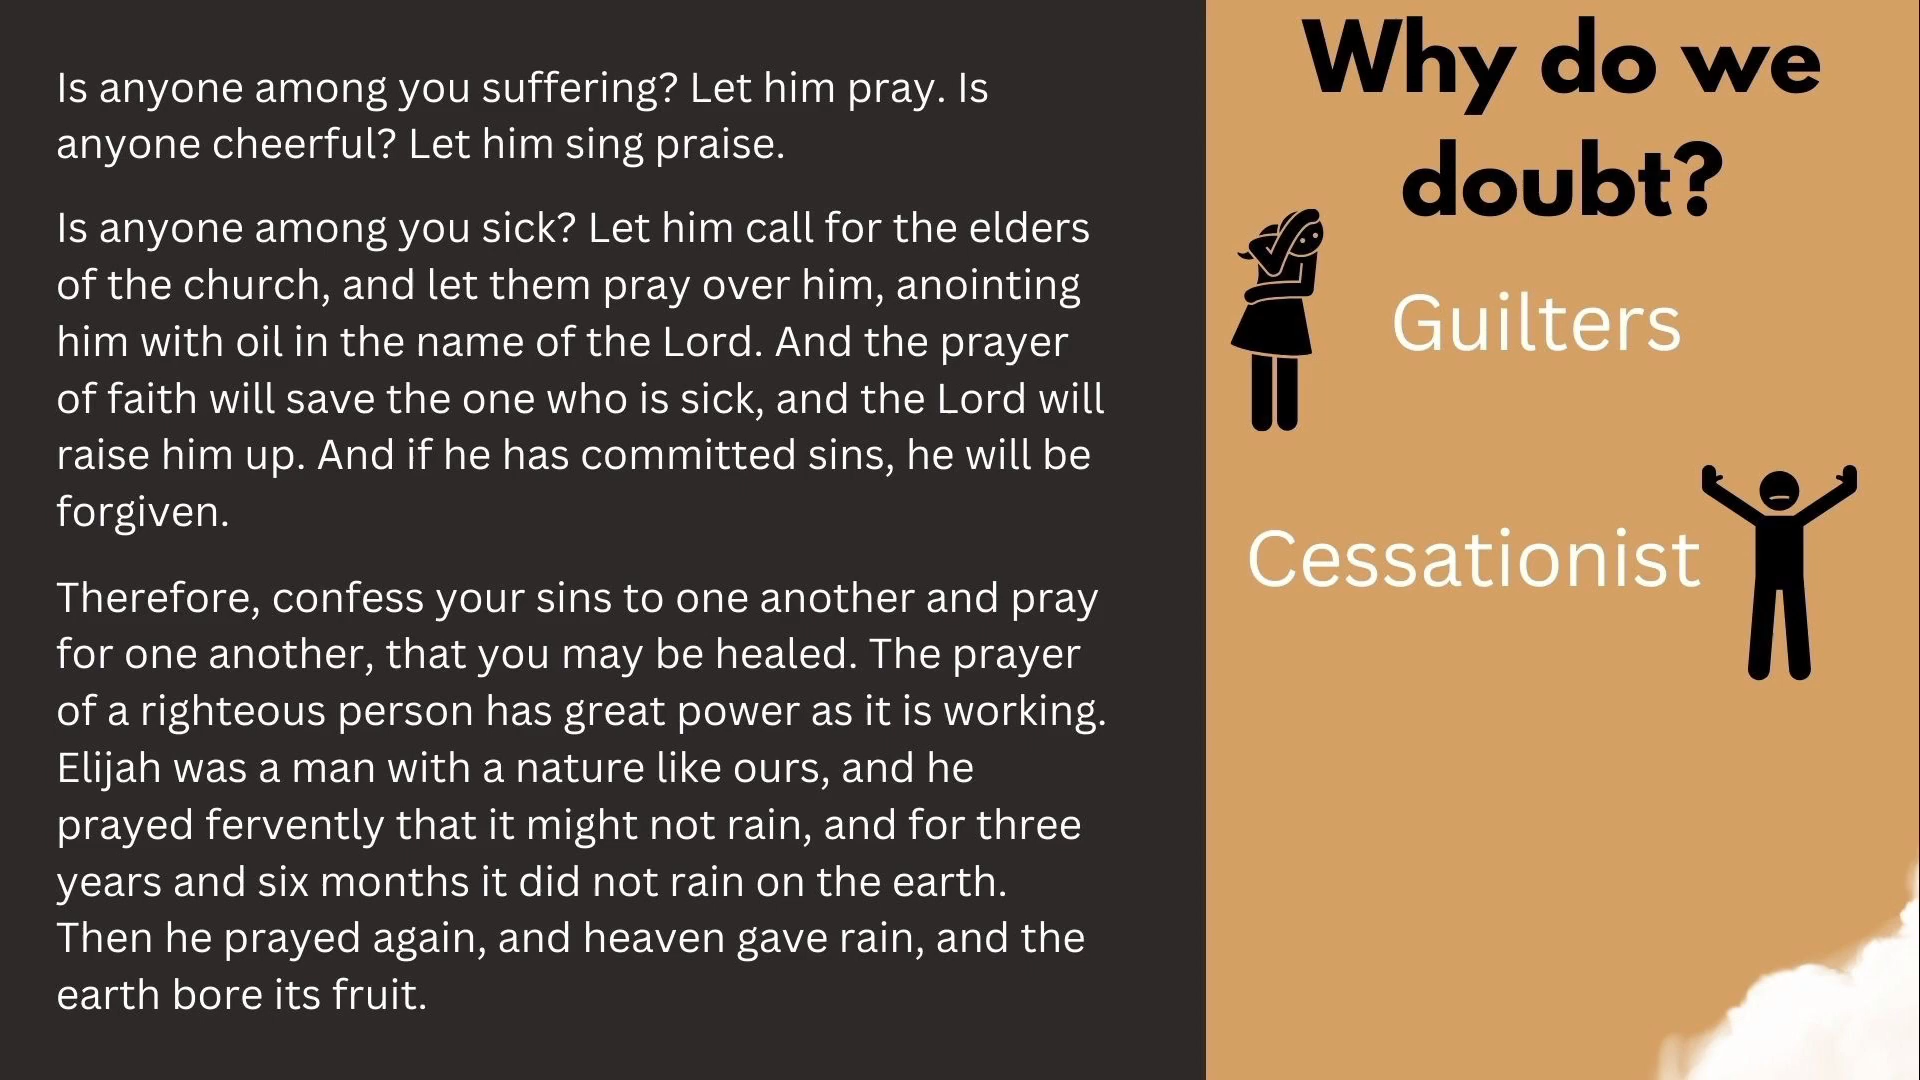 Is anyone among you suffering? Let him pray. Is
anyone cheerful? Let him sing praise.
Is anyone among you sick? Let him call for the elders
of the church, and let them pray over him, anointing
him with oil in the name of the Lord. And the prayer
of faith will save the one who is sick, and the Lord will
raise him up. And if he has committed sins, he will be
forgiven.
Therefore, confess your sins to one another and pray
for one another, that you may be healed. The prayer
of a righteous person has great power as it is working.
Elijah was a man with a nature like ours, and he
prayed fervently that it might not rain, and for three
years and six months it did not rain on the earth.
Then he prayed again, and heaven gave rain, and the
earth bore its fruit.
Why do we
doubt?
Guilters
Cessationist